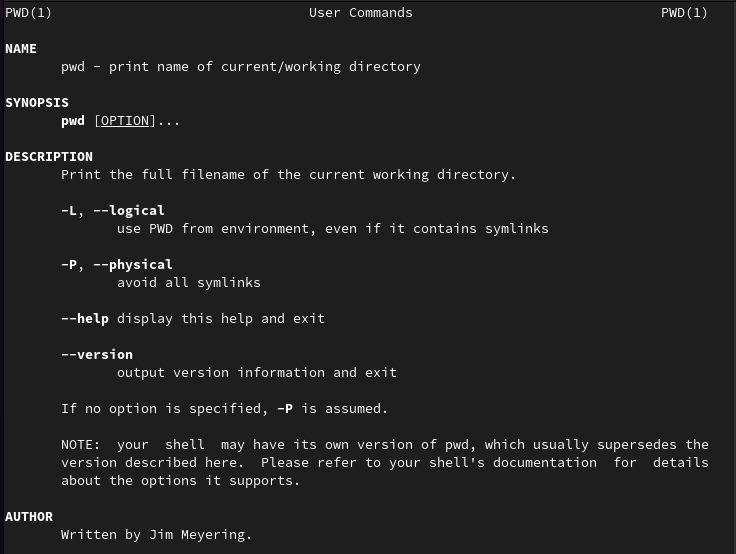 PWD(1) User Commands PWD(1)
NAME
pwd - print name of current/working directory
SYNOPSIS
pwd [OPTION]...
DESCRIPTION
Print the full filename of the current working directory.
-L, --logical
use PWD from environment, even if it contains symlinks
-P, --physical
avoid all symlinks
--help display this help and exit
--version
output version information and exit
If no option is specified, -P is assumed.
NOTE: your shell may have its own version of pwd, which usually supersedes the
version described here. Please refer to your shell's documentation for details
about the options it supports.
AUTHOR
Written by Jim Meyering.